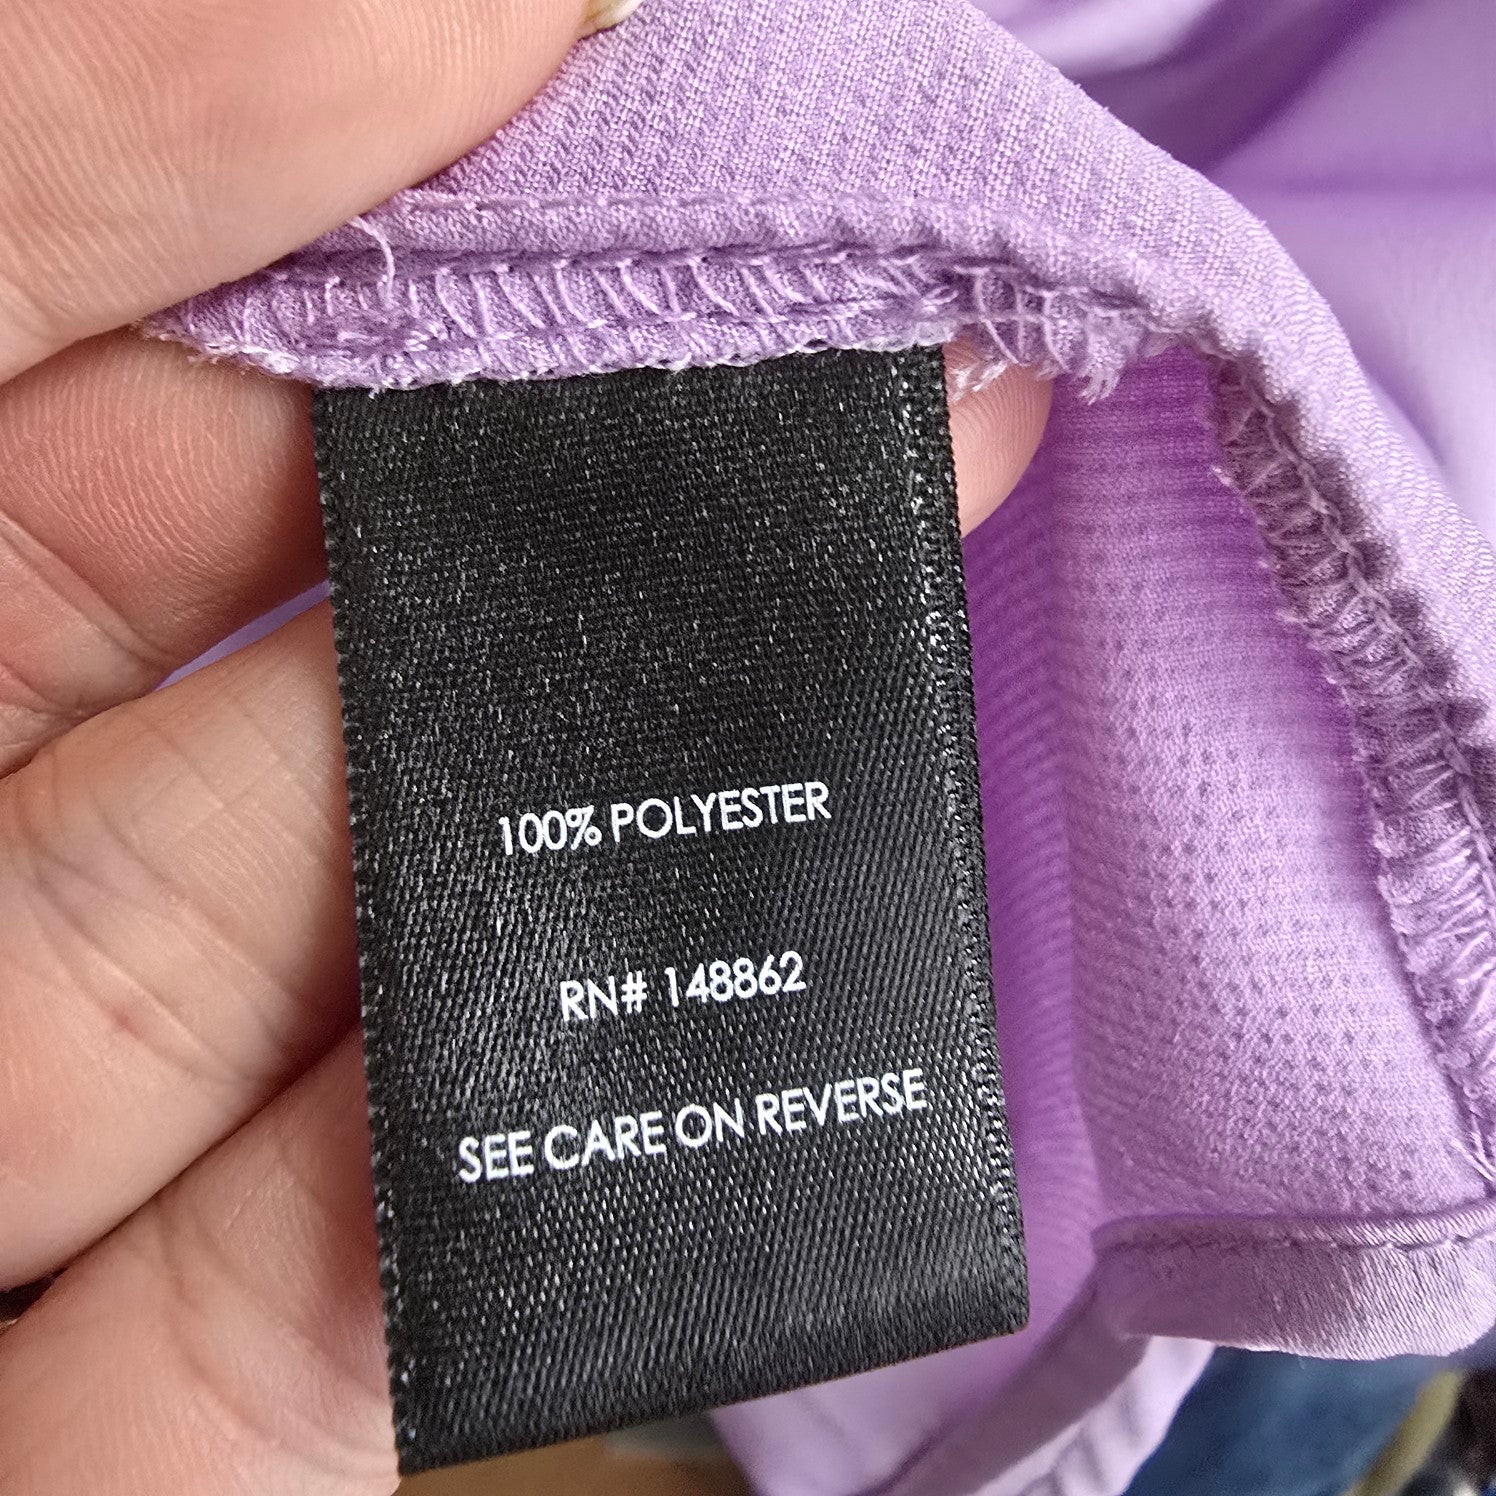 100% POLYESTER
RN# 148862
SEE CARE ON REVERSE